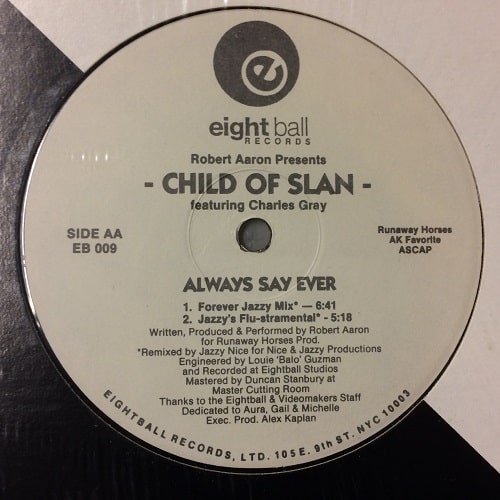 e
eight ball
RECORDS
Robert Aaron Presents
- CHILD OF SLAN -
featuring Charles Gray
SIDE AA
EB 009
Runaway Horses
AK Favorite
ASCAP
ALWAYS SAY EVER
1. Forever Jazzy Mix* — 6:41
2. Jazzy's Flu-stramental* - 5:18
Written, Produced & Performed by Robert Aaron
for Runaway Horses Prod.
*Remixed by Jazzy Nice for Nice & Jazzy Productions
Engineered by Louie 'Balo' Guzman
and Recorded at Eightball Studios
Mastered by Duncan Stanbury at
Master Cutting Room
Thanks to the Eightball & Videomakers Staff
Dedicated to Aura, Gail & Michelle
Exec. Prod. Alex Kaplan
EIGHTBALL RECORDS, LTD. 105 E. 9th ST. NYC 10003